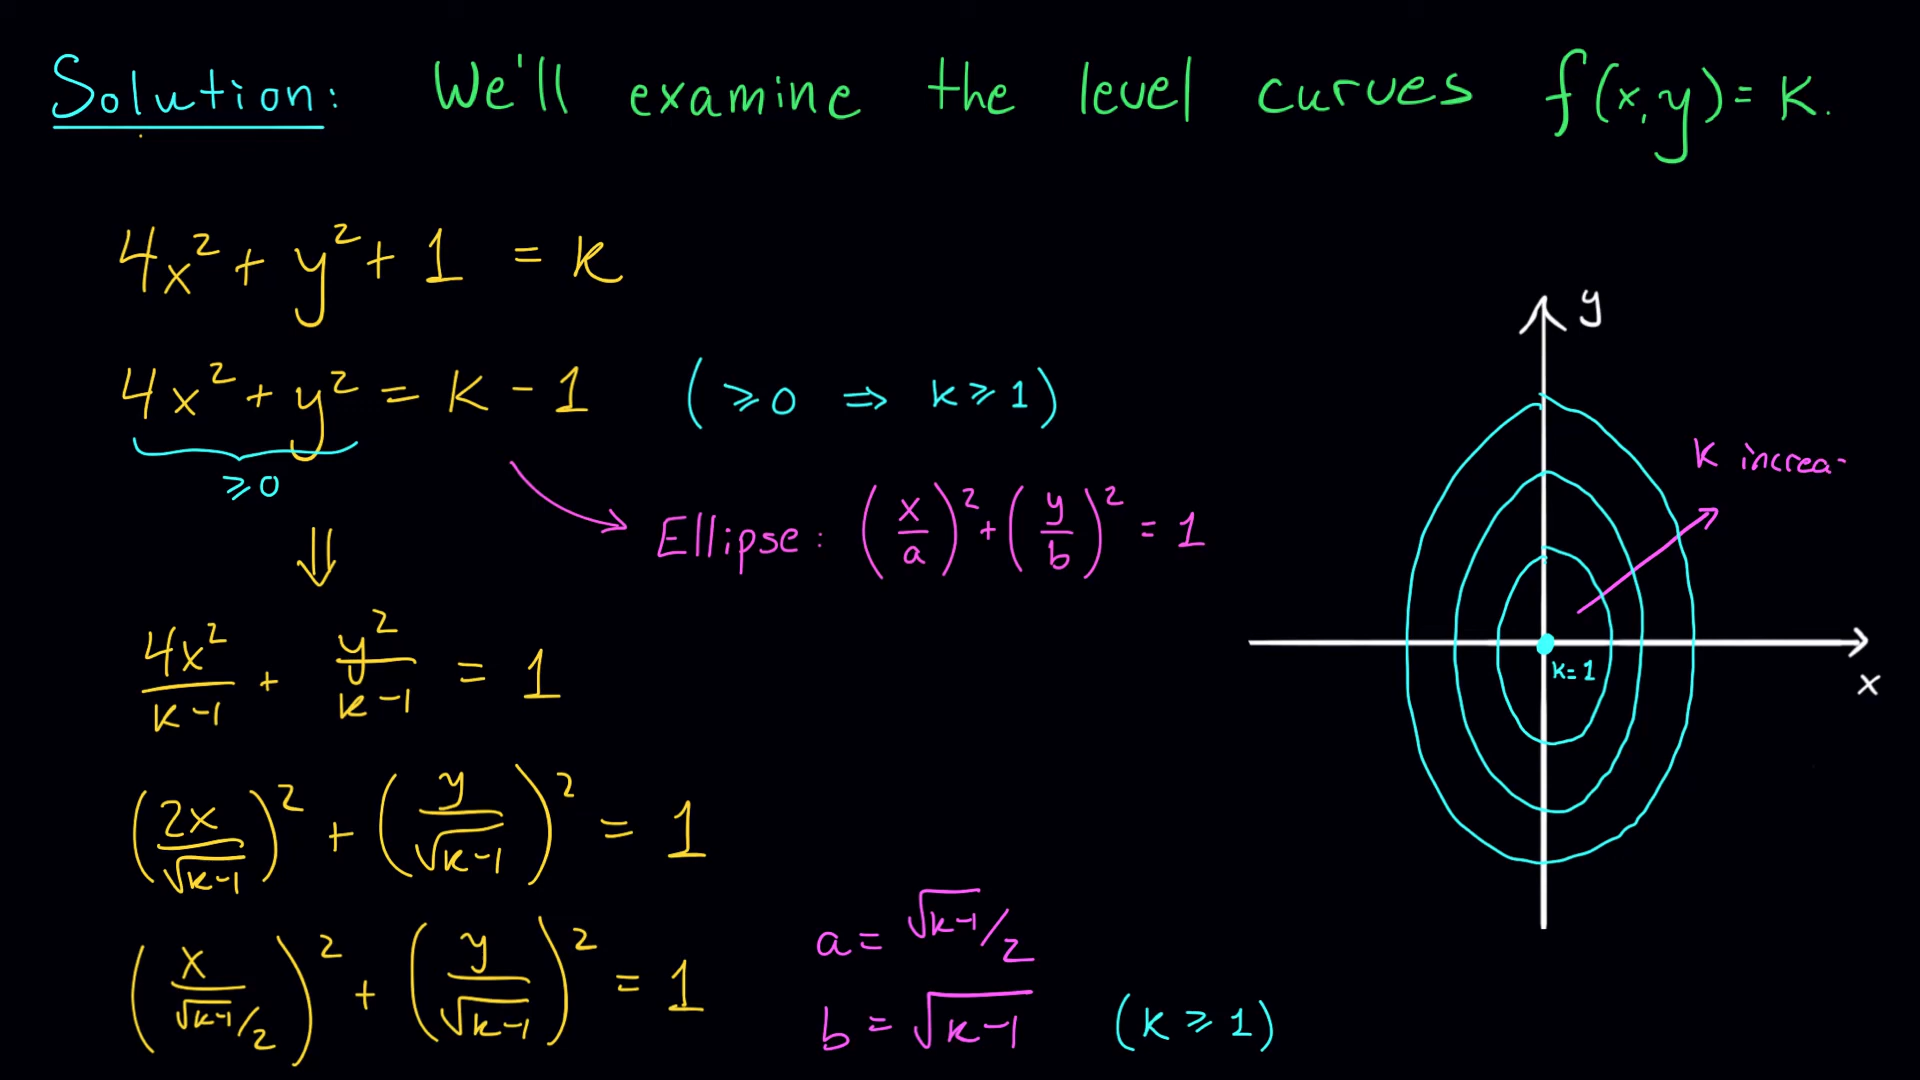 Solution: We'll examine the level curves f(x,y) = K.
4x² + y² + 1 = k
4x² + y² = K - 1 (≥0 ⇒ k ≥ 1)
≥0
⇓
Ellipse: (x/a)² + (y/b)² = 1
4x²/(k-1) + y²/(k-1) = 1
(2x/√(k-1))² + (y/√(k-1))² = 1
(x/(√(k-1)/2))² + (y/√(k-1))² = 1
a = √(k-1)/2
b = √(k-1) (k ≥ 1)
y
K increa-
k=1
x